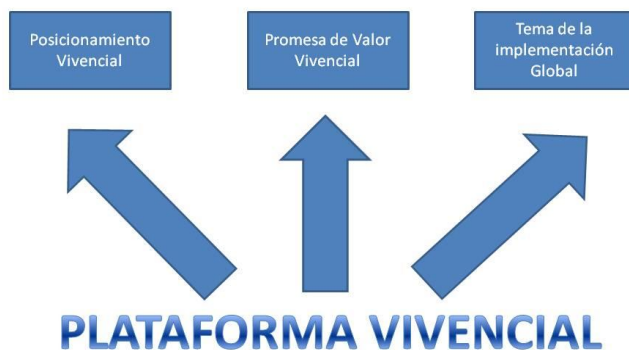 Posicionamiento
Vivencial
Promesa de Valor
Vivencial
Tema de la
implementación
Global
PLATAFORMA VIVENCIAL